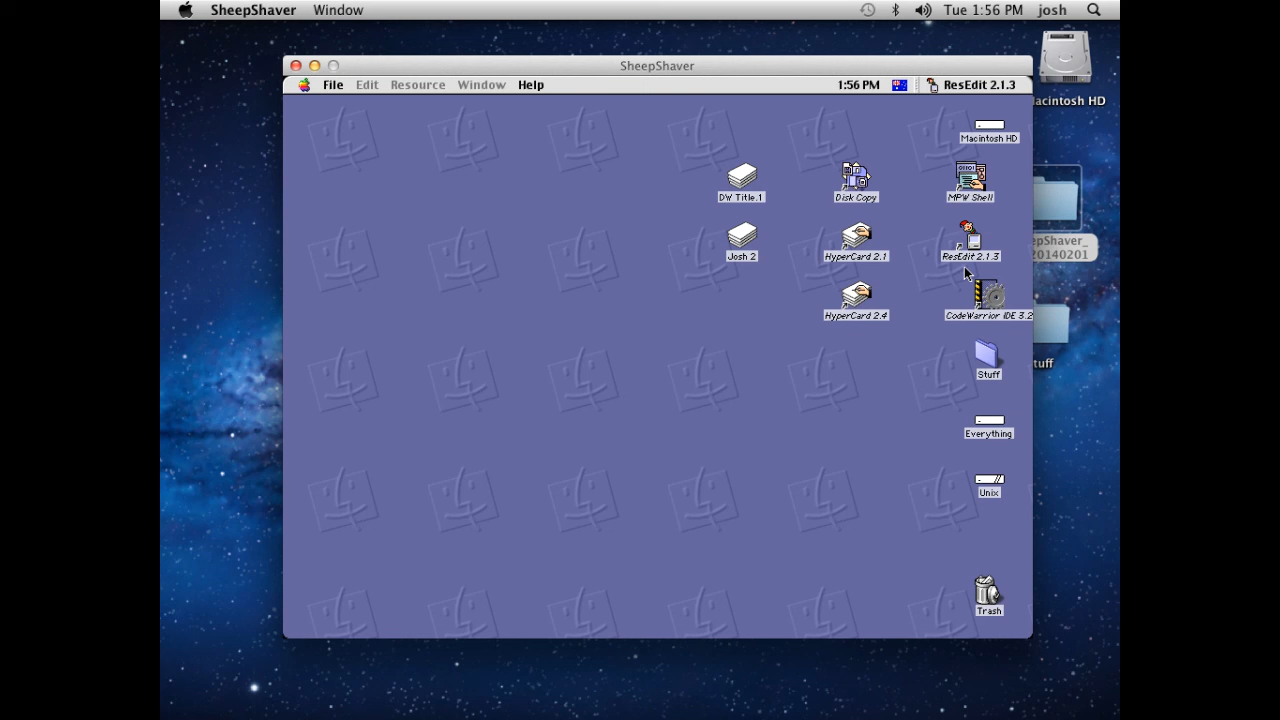 SheepShaver Window Tue 1:56 PM josh
SheepShaver
File Edit Resource Window Help 1:56 PM ResEdit 2.1.3
acintosh HD
Macintosh HD
DW Title.1 Disk Copy MPW Shell
epShaver_
20140201
Josh 2 HyperCard 2.1 ResEdit 2.1.3
HyperCard 2.4 CodeWarrior IDE 3.2
tuff
Stuff
Everything
Unix
Trash